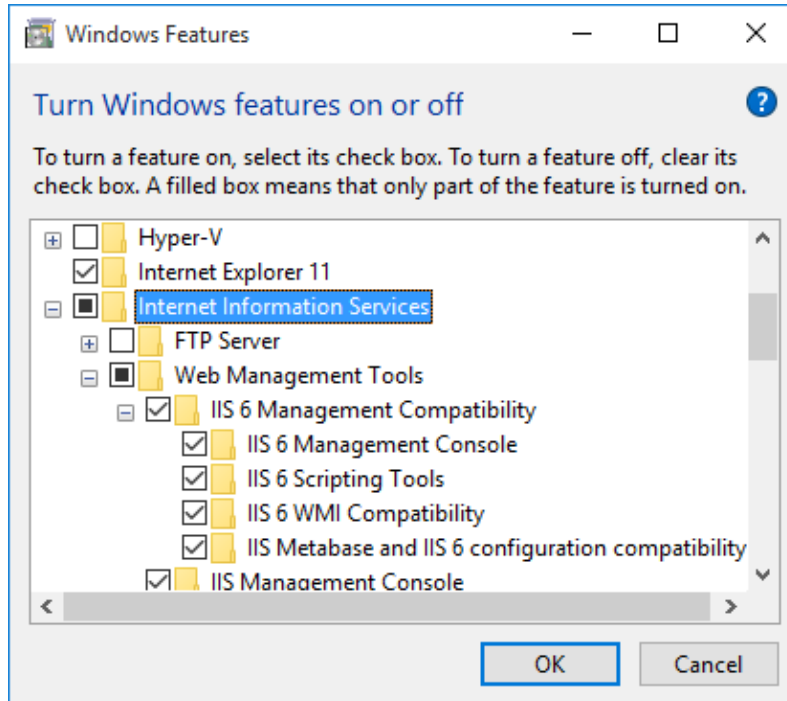 Windows Features
Turn Windows features on or off
?
To turn a feature on, select its check box. To turn a feature off, clear its
check box. A filled box means that only part of the feature is turned on.
Hyper-V
Internet Explorer 11
Internet Information Services
FTP Server
Web Management Tools
IIS 6 Management Compatibility
IIS 6 Management Console
IIS 6 Scripting Tools
IIS 6 WMI Compatibility
IIS Metabase and IIS 6 configuration compatibility
IIS Management Console
OK Cancel